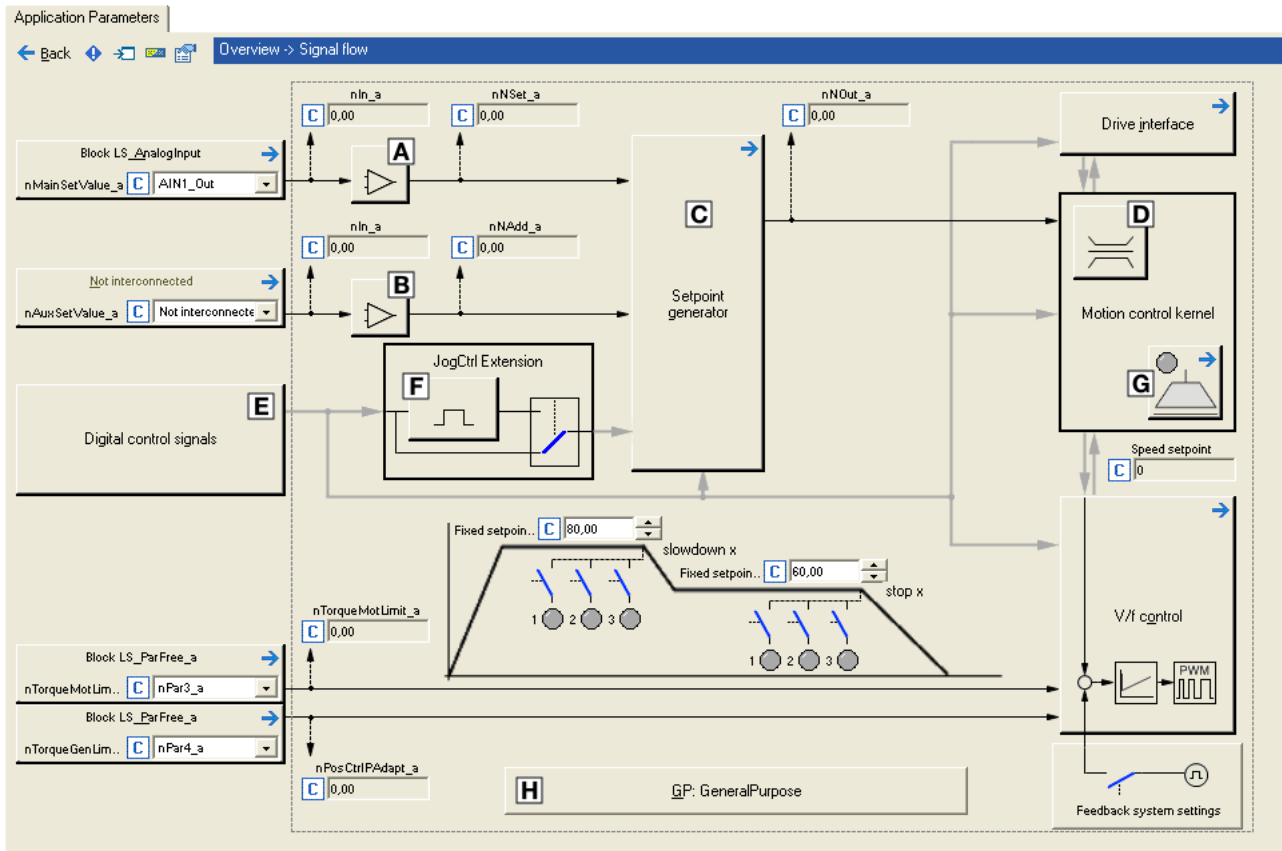 Application Parameters
Back
Overview -> Signal flow
nIn_a
C 0,00
nNSet_a
C 0,00
nNOut_a
C 0,00
Block LS_AnalogInput
nMainSetValue_a C AIN1_Out
A
Drive interface
nIn_a
C 0,00
nNAdd_a
C 0,00
C
D
Not interconnected
nAuxSetValue_a C Not interconnecte
B
Setpoint
generator
Motion control kernel
JogCtrl Extension
F
G
E
Digital control signals
Speed setpoint
C 0
Fixed setpoin.. C 80,00
slowdown x
Fixed setpoin.. C 60,00
stop x
1 2 3
1 2 3
V/f control
PWM
nTorqueMotLimit_a
C 0,00
Block LS_ParFree_a
nTorqueMotLim.. C nPar3_a
Block LS_ParFree_a
nTorqueGenLim.. C nPar4_a
nPosCtrlPAdapt_a
C 0,00
H
GP: GeneralPurpose
Feedback system settings